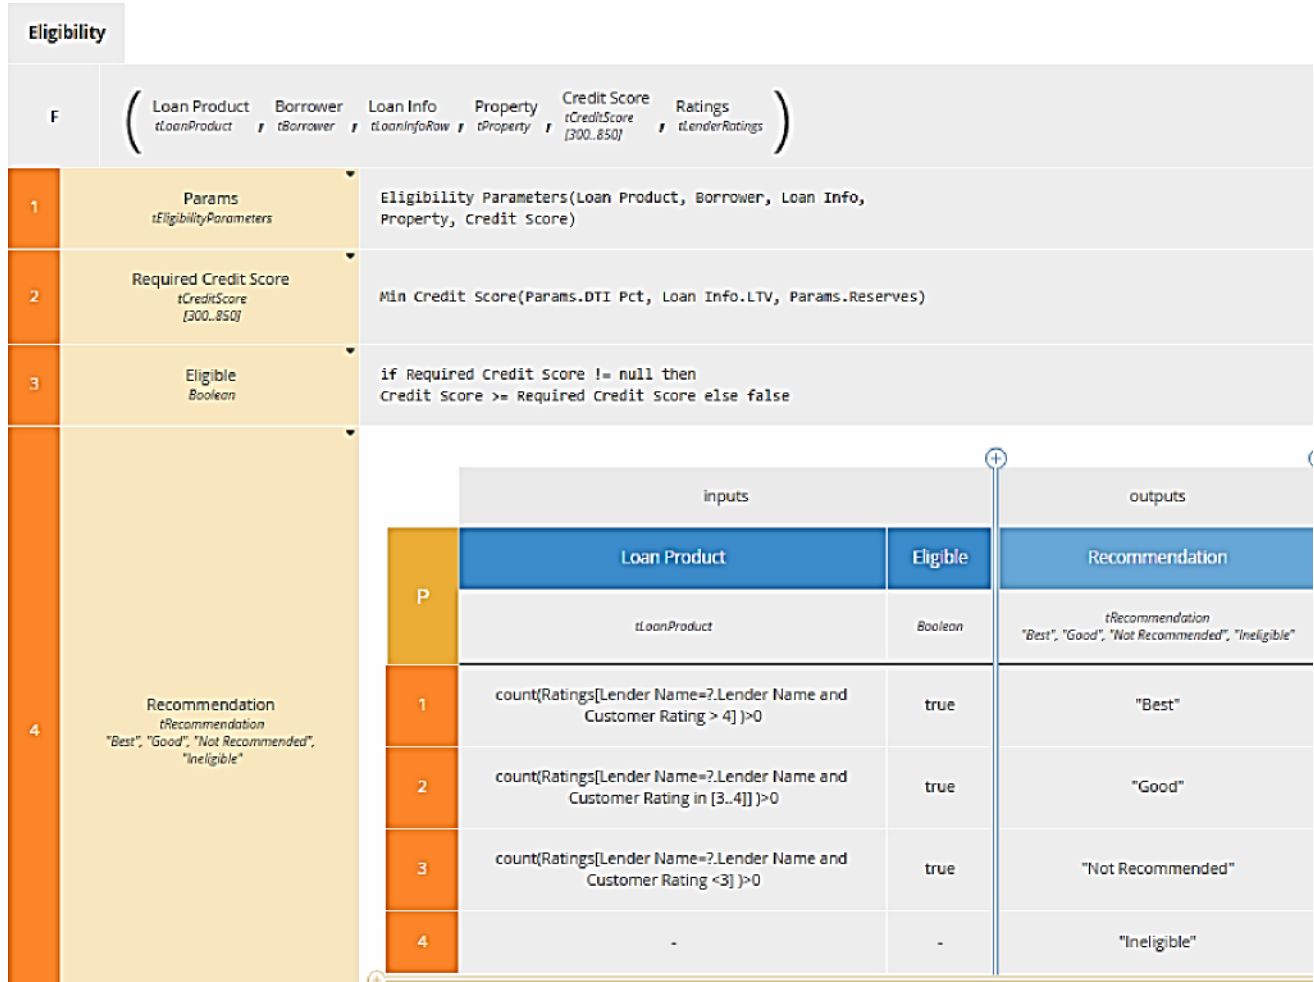 Eligibility
F
( Loan Product , Borrower , Loan Info , Property , Credit Score , Ratings )
tLoanProduct tBorrower tLoanInfoRow tProperty tCreditScore tLenderRatings
[300..850]
1
Params
tEligibilityParameters
Eligibility Parameters(Loan Product, Borrower, Loan Info,
Property, Credit Score)
2
Required Credit Score
tCreditScore
[300..850]
Min Credit Score(Params.DTI Pct, Loan Info.LTV, Params.Reserves)
3
Eligible
Boolean
if Required Credit Score != null then
Credit Score >= Required Credit Score else false
4
Recommendation
tRecommendation
"Best", "Good", "Not Recommended",
"Ineligible"
inputs
outputs
P
Loan Product
Eligible
Recommendation
tLoanProduct
Boolean
tRecommendation
"Best", "Good", "Not Recommended", "Ineligible"
1
count(Ratings[Lender Name=?.Lender Name and
Customer Rating > 4] )>0
true
"Best"
2
count(Ratings[Lender Name=?.Lender Name and
Customer Rating in [3..4]] )>0
true
"Good"
3
count(Ratings[Lender Name=?.Lender Name and
Customer Rating <3] )>0
true
"Not Recommended"
4
-
-
"Ineligible"